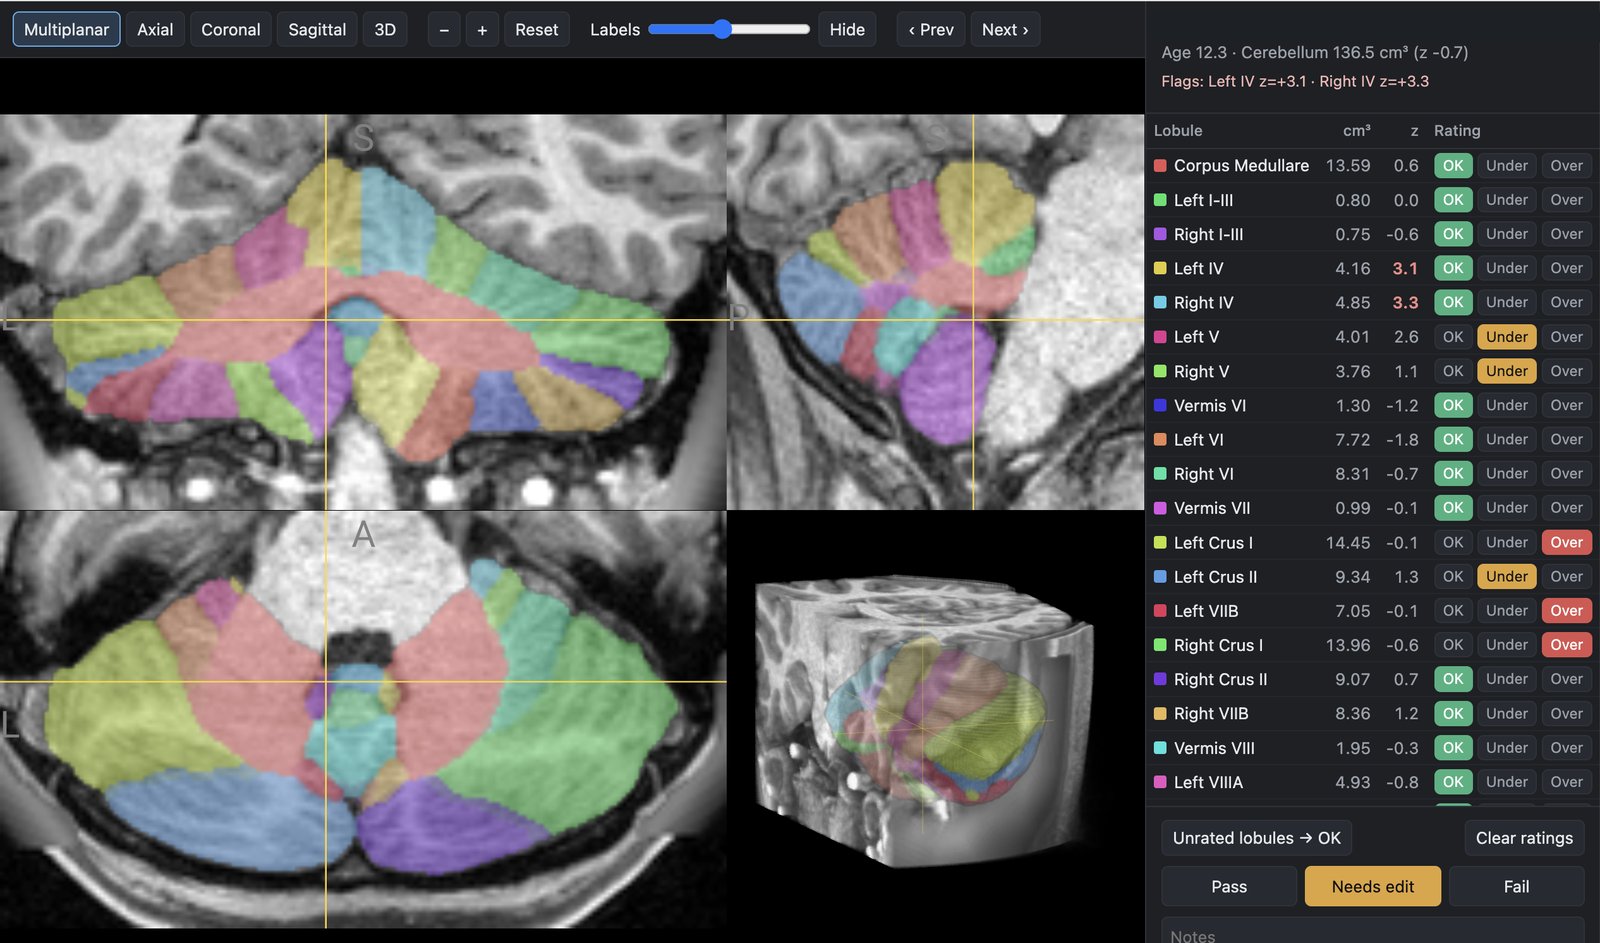 Multiplanar Axial Coronal Sagittal 3D − + Reset Labels Hide ‹ Prev Next ›
Age 12.3 · Cerebellum 136.5 cm³ (z -0.7)
Flags: Left IV z=+3.1 · Right IV z=+3.3
Lobule cm³ z Rating
Corpus Medullare 13.59 0.6 OK Under Over
Left I-III 0.80 0.0 OK Under Over
Right I-III 0.75 -0.6 OK Under Over
Left IV 4.16 3.1 OK Under Over
Right IV 4.85 3.3 OK Under Over
Left V 4.01 2.6 OK Under Over
Right V 3.76 1.1 OK Under Over
Vermis VI 1.30 -1.2 OK Under Over
Left VI 7.72 -1.8 OK Under Over
Right VI 8.31 -0.7 OK Under Over
Vermis VII 0.99 -0.1 OK Under Over
Left Crus I 14.45 -0.1 OK Under Over
Left Crus II 9.34 1.3 OK Under Over
Left VIIB 7.05 -0.1 OK Under Over
Right Crus I 13.96 -0.6 OK Under Over
Right Crus II 9.07 0.7 OK Under Over
Right VIIB 8.36 1.2 OK Under Over
Vermis VIII 1.95 -0.3 OK Under Over
Left VIIIA 4.93 -0.8 OK Under Over
Unrated lobules → OK Clear ratings
Pass Needs edit Fail
Notes
S
L
S
P
A
L